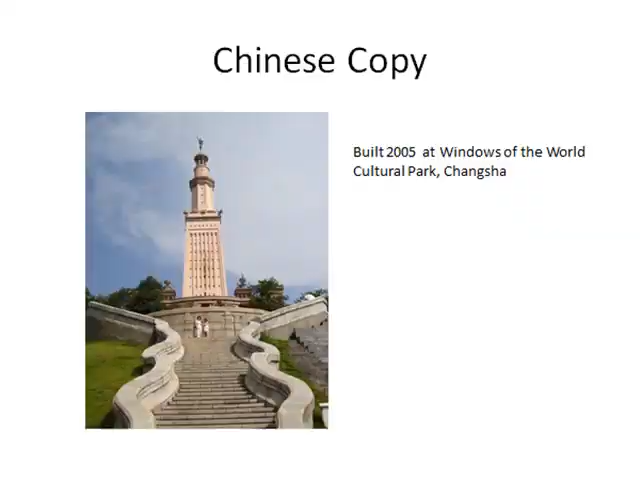 Chinese Copy
Built 2005 at Windows of the World
Cultural Park, Changsha